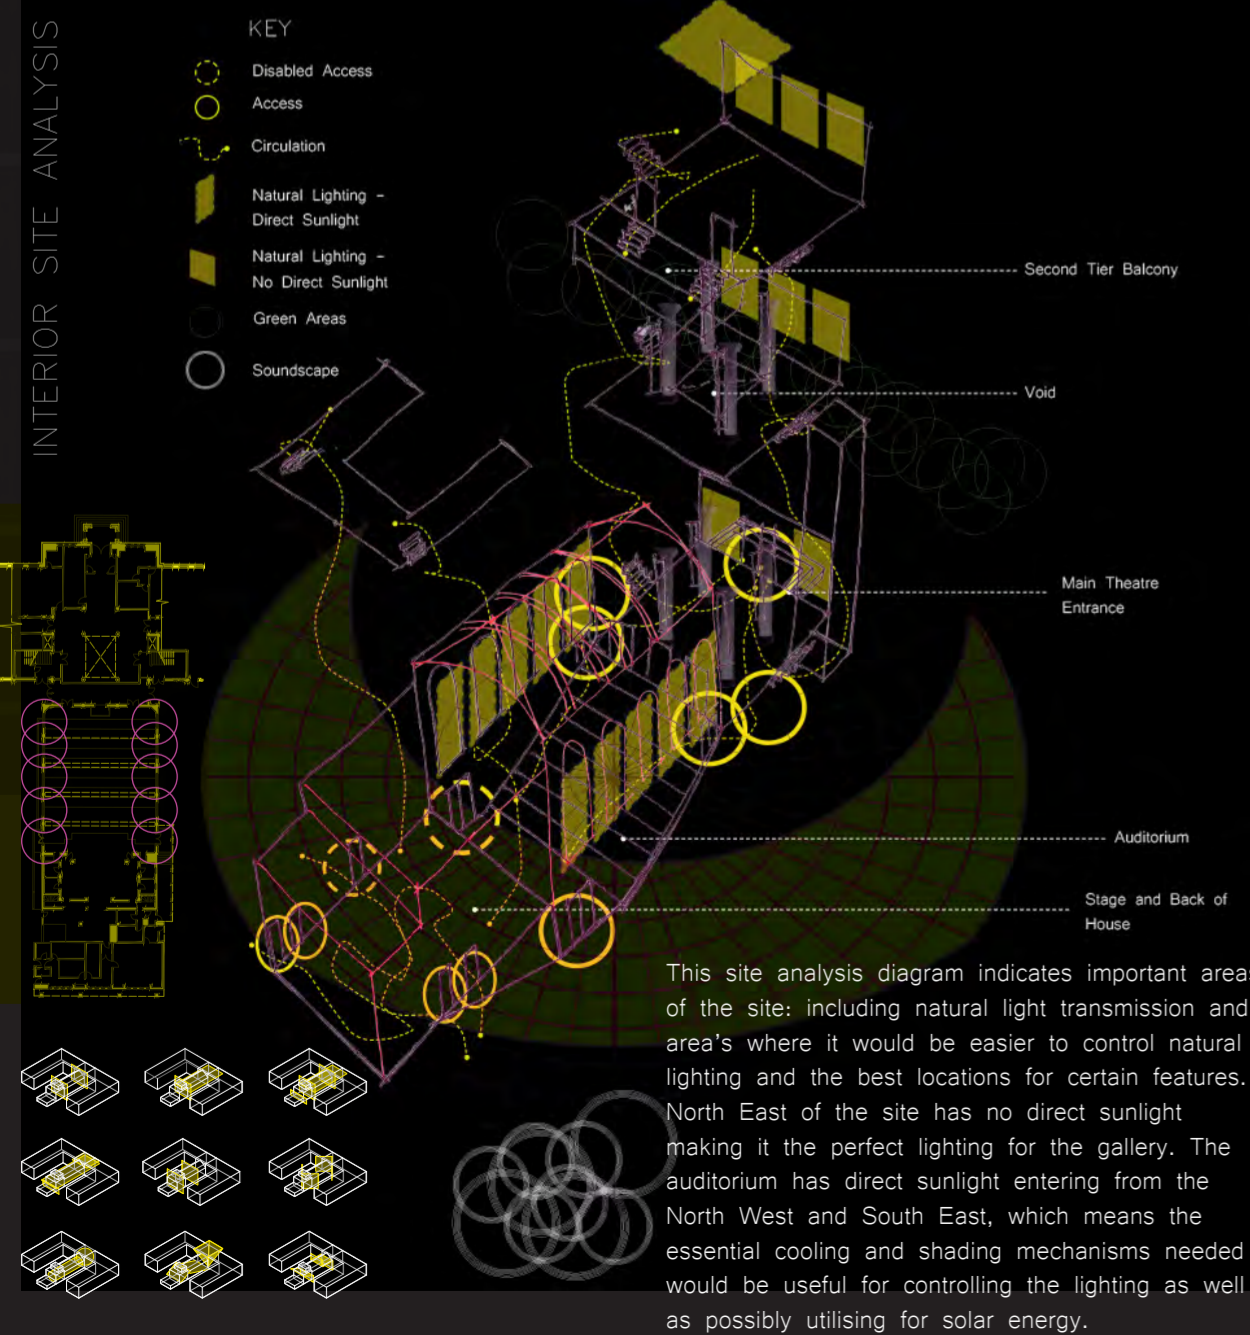 INTERIOR SITE ANALYSIS
KEY
Disabled Access
Access
Circulation
Natural Lighting –
Direct Sunlight
Natural Lighting –
No Direct Sunlight
Green Areas
Soundscape
Second Tier Balcony
Void
Main Theatre
Entrance
Auditorium
Stage and Back of
House
This site analysis diagram indicates important areas
of the site: including natural light transmission and
area's where it would be easier to control natural
lighting and the best locations for certain features.
North East of the site has no direct sunlight
making it the perfect lighting for the gallery. The
auditorium has direct sunlight entering from the
North West and South East, which means the
essential cooling and shading mechanisms needed
would be useful for controlling the lighting as well
as possibly utilising for solar energy.